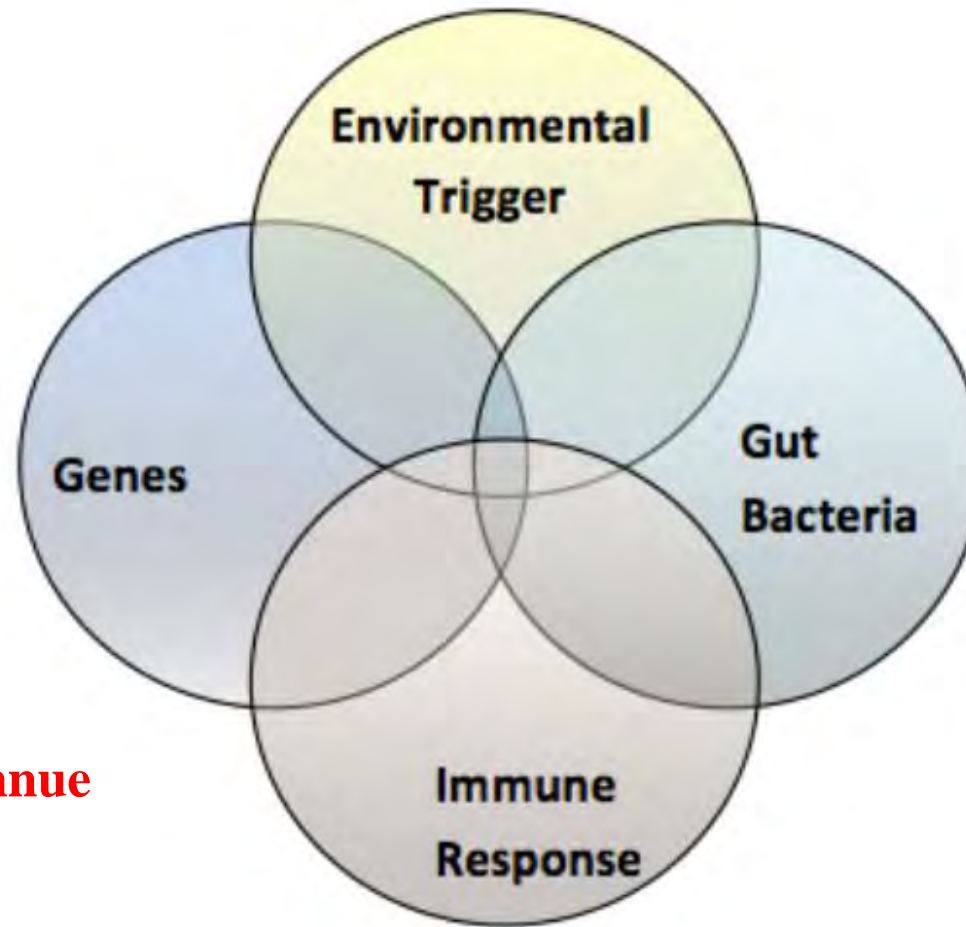 Environmental
Trigger
Genes
Gut
Bacteria
Immune
Response